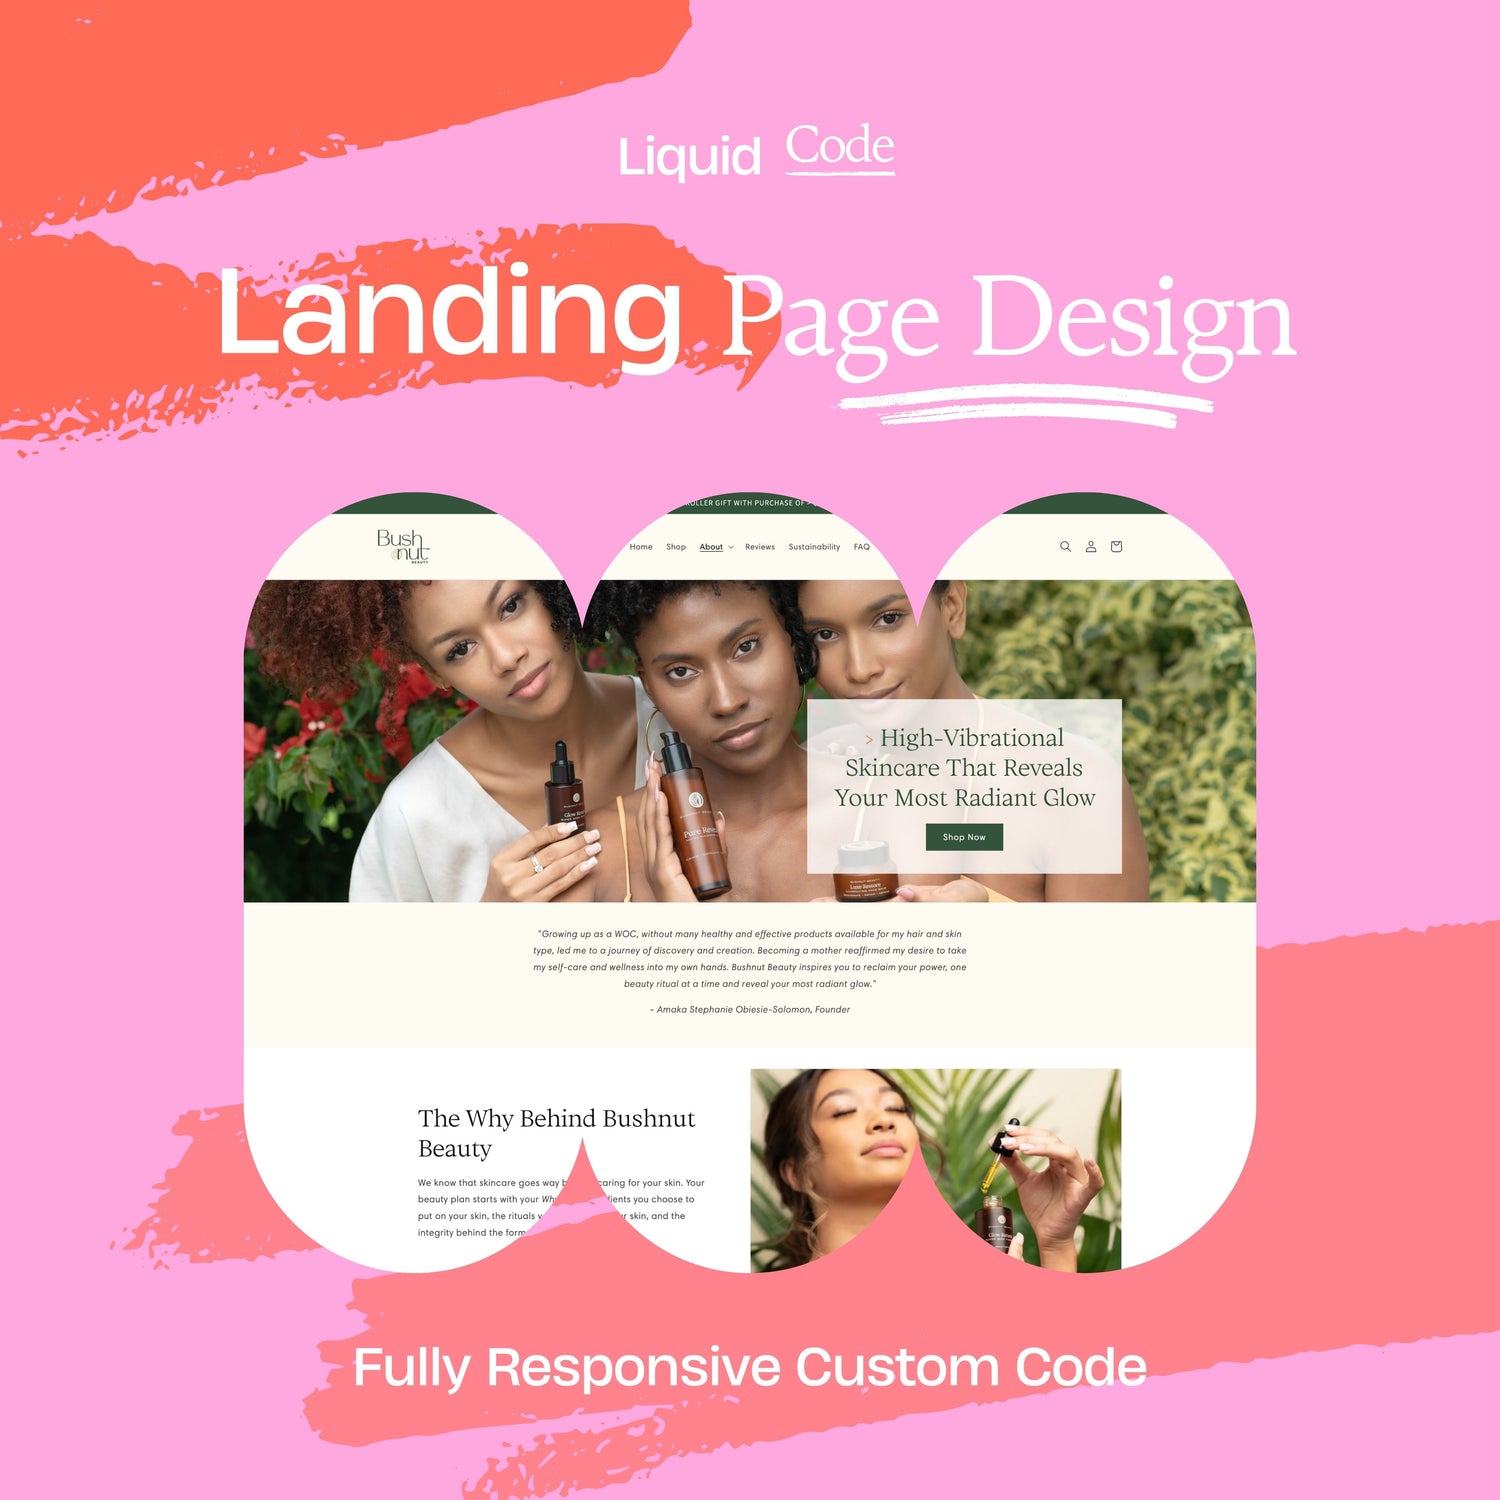 Liquid Code
Landing Page Design
ROLLER GIFT WITH PURCHASE OF
Bush
nut
BEAUTY
Home Shop About Reviews Sustainability FAQ
> High-Vibrational
Skincare That Reveals
Your Most Radiant Glow
Shop Now
Glow
Pure
Luxe Restore
"Growing up as a WOC, without many healthy and effective products available for my hair and skin
type, led me to a journey of discovery and creation. Becoming a mother reaffirmed my desire to take
my self-care and wellness into my own hands. Bushnut Beauty inspires you to reclaim your power, one
beauty ritual at a time and reveal your most radiant glow."
- Amaka Stephanie Obiesie-Solomon, Founder
The Why Behind Bushnut
Beauty
We know that skincare goes way caring for your skin. Your
beauty plan starts with your you choose to
put on your skin, the rituals skin, and the
integrity behind the
Fully Responsive Custom Code